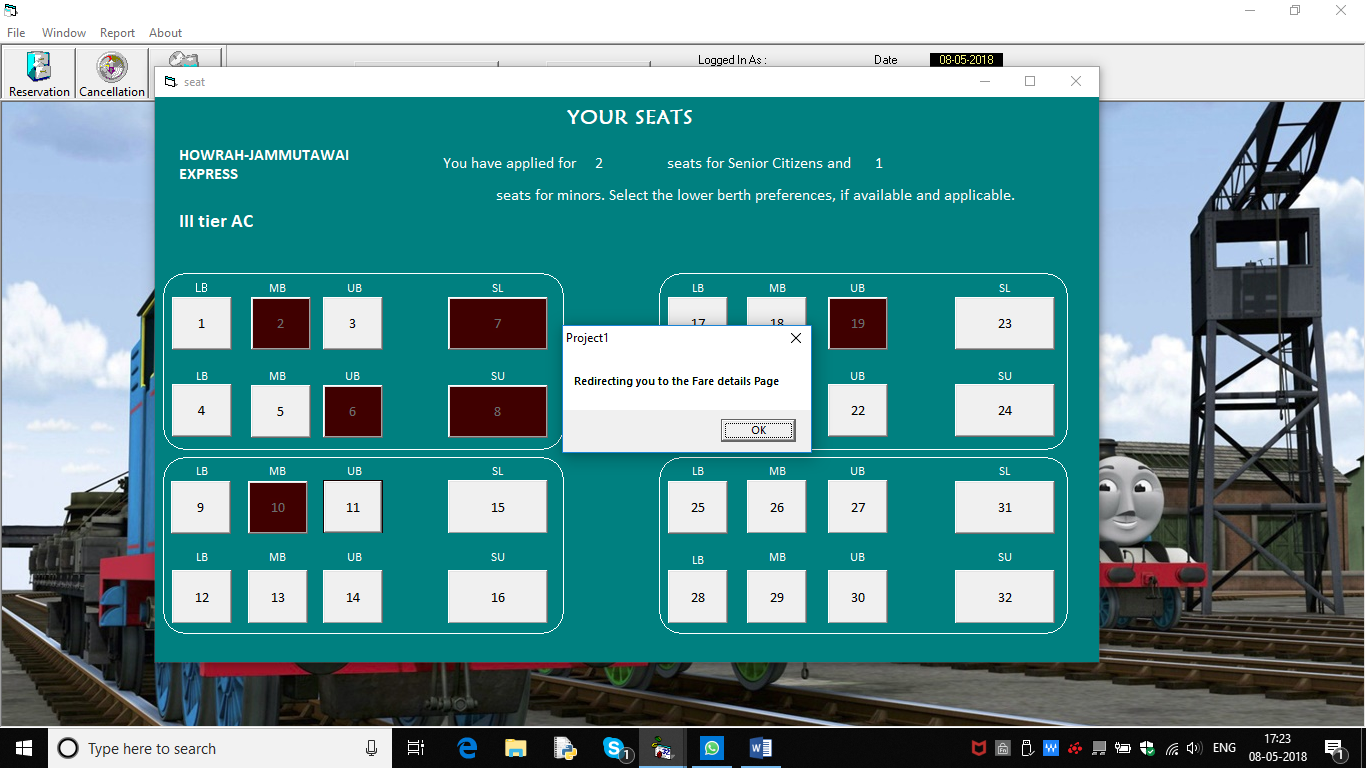 File Window Report About
Logged In As : Date 08-05-2018
Reservation Cancellation
seat
YOUR SEATS
HOWRAH-JAMMUTAWAI
EXPRESS
You have applied for 2 seats for Senior Citizens and 1
seats for minors. Select the lower berth preferences, if available and applicable.
III tier AC
LB MB UB SL
1 2 3 7
LB MB UB SU
4 5 6 8
LB MB UB SL
17 18 19 23
UB SU
22 24
Project1
Redirecting you to the Fare details Page
OK
LB MB UB SL
9 10 11 15
LB MB UB SU
12 13 14 16
LB MB UB SL
25 26 27 31
LB MB UB SU
28 29 30 32
Type here to search
1
ENG
17:23
08-05-2018
1